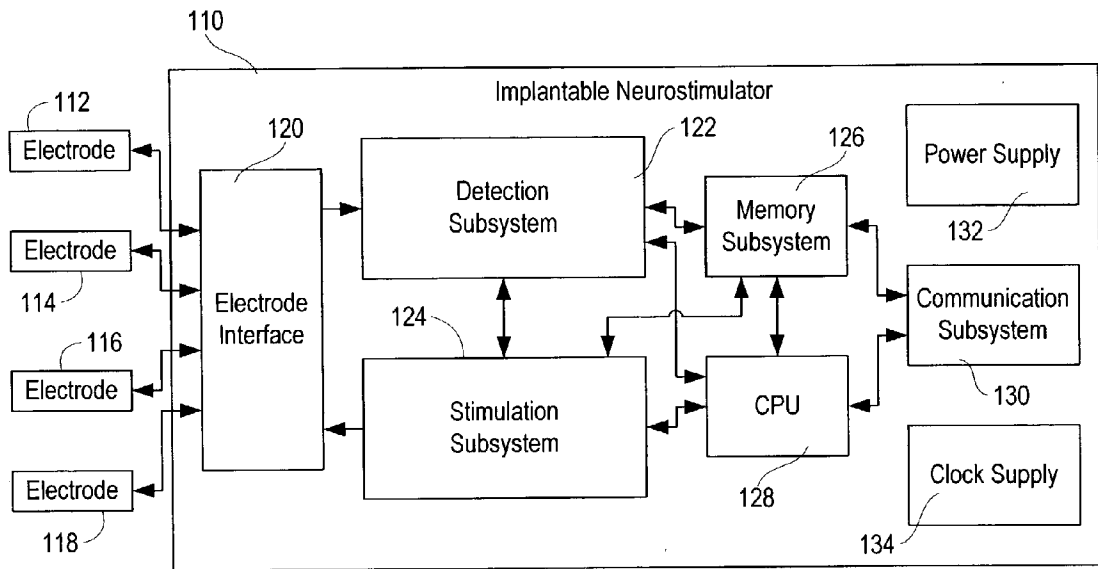 110
Implantable Neurostimulator
112
Electrode
120
122
126
Power Supply
132
Detection
Subsystem
Memory
Subsystem
Electrode
114
Electrode
Interface
Communication
Subsystem
130
124
116
Electrode
Stimulation
Subsystem
CPU
128
Electrode
118
Clock Supply
134